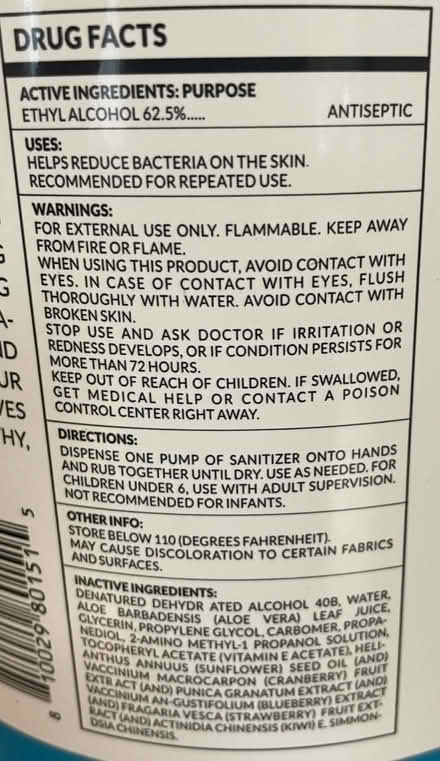 DRUG FACTS
ACTIVE INGREDIENTS: PURPOSE
ETHYL ALCOHOL 62.5%..... ANTISEPTIC
USES:
HELPS REDUCE BACTERIA ON THE SKIN.
RECOMMENDED FOR REPEATED USE.
WARNINGS:
FOR EXTERNAL USE ONLY. FLAMMABLE. KEEP AWAY
FROM FIRE OR FLAME.
WHEN USING THIS PRODUCT, AVOID CONTACT WITH
EYES. IN CASE OF CONTACT WITH EYES, FLUSH
THOROUGHLY WITH WATER. AVOID CONTACT WITH
BROKEN SKIN.
STOP USE AND ASK DOCTOR IF IRRITATION OR
REDNESS DEVELOPS, OR IF CONDITION PERSISTS FOR
MORE THAN 72 HOURS.
KEEP OUT OF REACH OF CHILDREN. IF SWALLOWED,
GET MEDICAL HELP OR CONTACT A POISON
CONTROL CENTER RIGHT AWAY.
DIRECTIONS:
DISPENSE ONE PUMP OF SANITIZER ONTO HANDS
AND RUB TOGETHER UNTIL DRY. USE AS NEEDED. FOR
CHILDREN UNDER 6, USE WITH ADULT SUPERVISION.
NOT RECOMMENDED FOR INFANTS.
OTHER INFO:
STORE BELOW 110 (DEGREES FAHRENHEIT).
MAY CAUSE DISCOLORATION TO CERTAIN FABRICS
AND SURFACES.
INACTIVE INGREDIENTS:
DENATURED DEHYDR ATED ALCOHOL 40B, WATER,
ALOE BARBADENSIS (ALOE VERA) LEAF JUICE,
GLYCERIN, PROPYLENE GLYCOL, CARBOMER, PROPA-
NEDIOL, 2-AMINO METHYL-1 PROPANOL SOLUTION,
TOCOPHERYL ACETATE (VITAMIN E ACETATE), HELI-
ANTHUS ANNUUS (SUNFLOWER) SEED OIL (AND)
VACCINIUM MACROCARPON (CRANBERRY) FRUIT
EXTR ACT (AND) PUNICA GRANATUM EXTRACT (AND)
VACCINIUM AN-GUSTIFOLIUM (BLUEBERRY) EXTRACT
(AND) FRAGARIA VESCA (STRAWBERRY) FRUIT EXT-
RACT (AND) ACTINIDIA CHINENSIS (KIWI) E. SIMMON-
DSIA CHINENSIS.
G
A-
ND
UR
VES
HY,
8 10029 80151 5